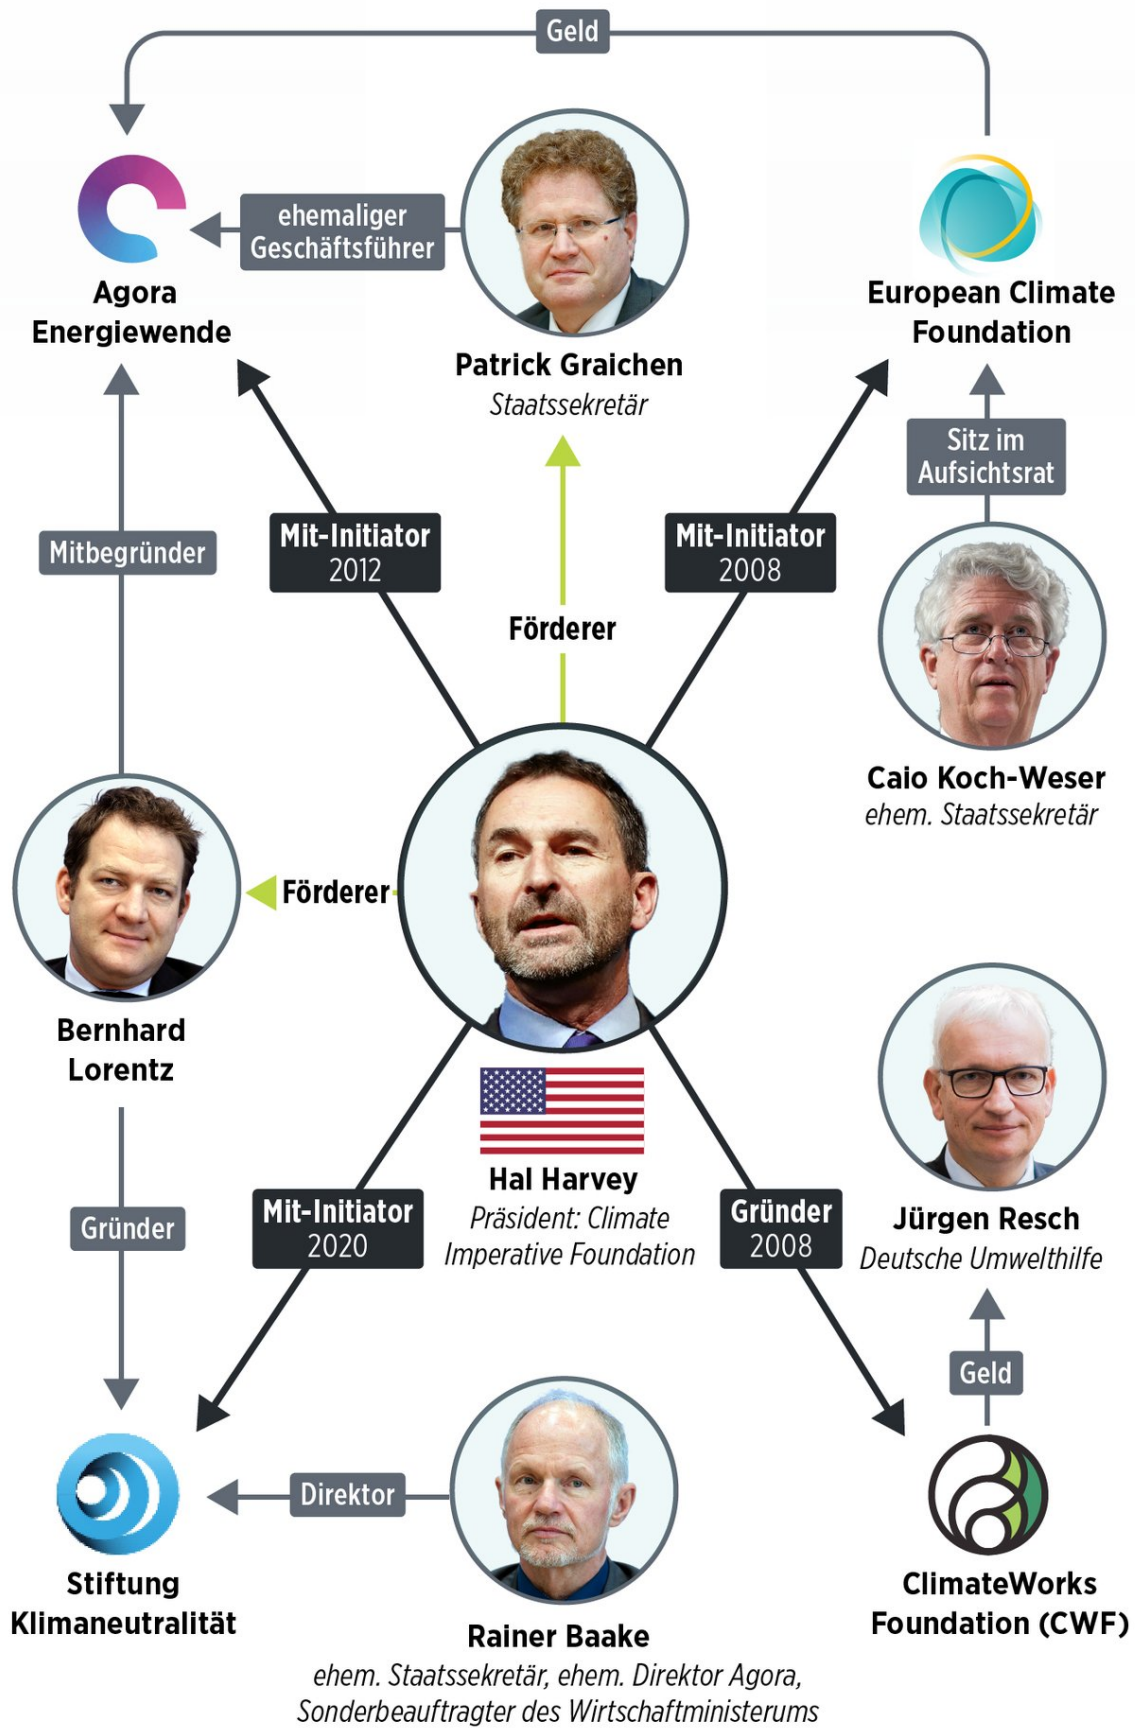 Geld
ehemaliger
Geschäftsführer
Agora
Energiewende
European Climate
Foundation
Patrick Graichen
Staatssekretär
Sitz im
Aufsichtsrat
Mit-Initiator
2012
Mit-Initiator
2008
Mitbegründer
Förderer
Caio Koch-Weser
ehem. Staatssekretär
Förderer
Bernhard
Lorentz
Hal Harvey
Präsident: Climate
Imperative Foundation
Mit-Initiator
2020
Gründer
2008
Gründer
Jürgen Resch
Deutsche Umwelthilfe
Geld
Direktor
Stiftung
Klimaneutralität
ClimateWorks
Foundation (CWF)
Rainer Baake
ehem. Staatssekretär, ehem. Direktor Agora,
Sonderbeauftragter des Wirtschaftministerums